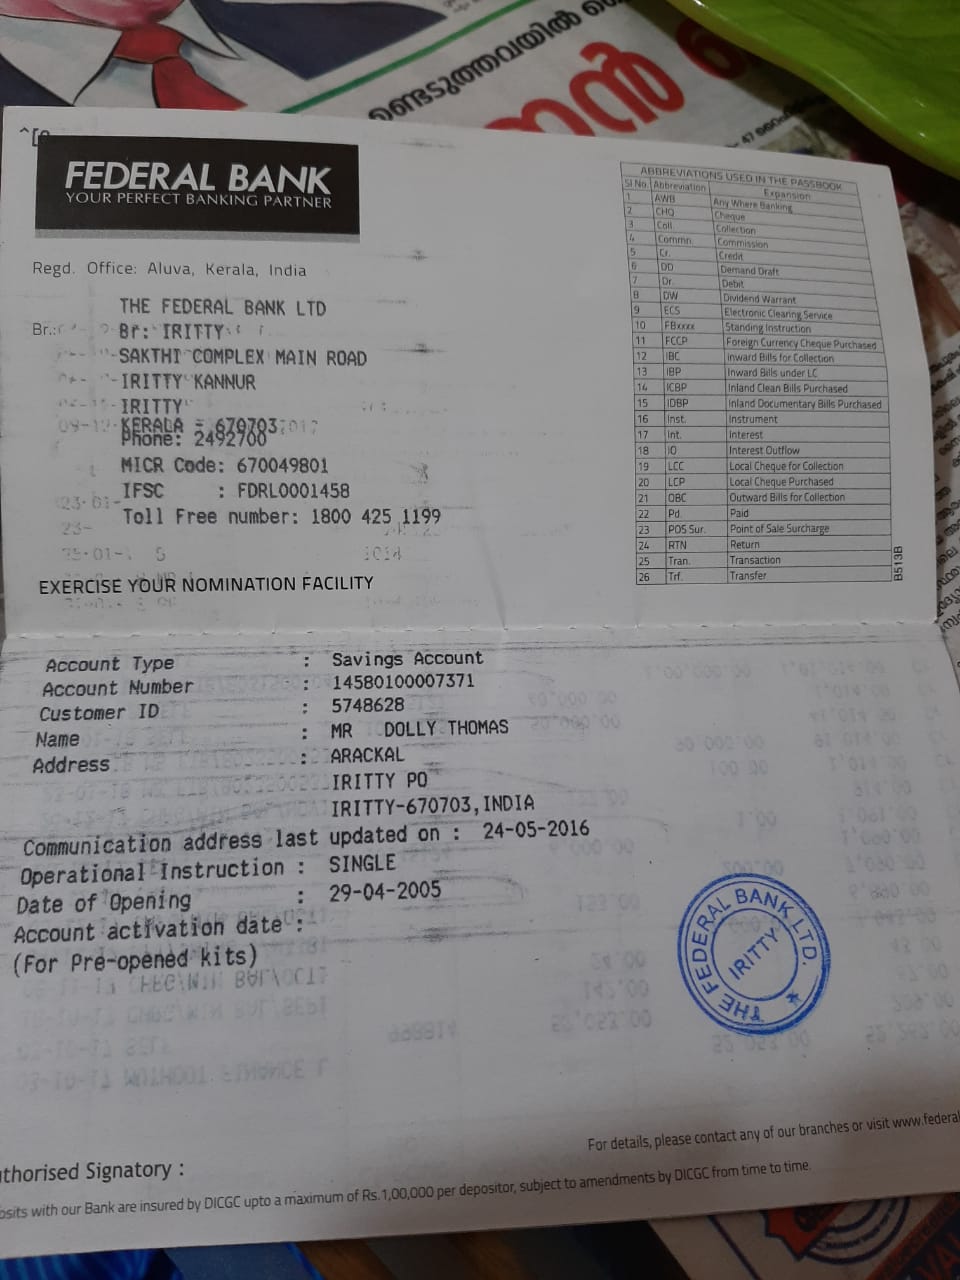 ണ്ടെടുത്തവയിൽ
FEDERAL BANK
YOUR PERFECT BANKING PARTNER
Regd. Office: Aluva, Kerala, India
THE FEDERAL BANK LTD
Br.: Br: IRITTY
SAKTHI COMPLEX MAIN ROAD
IRITTY KANNUR
IRITTY
KERALA - 670703
Phone: 2492700
MICR Code: 670049801
IFSC : FDRL0001458
Toll Free number: 1800 425 1199
EXERCISE YOUR NOMINATION FACILITY
ABBREVIATIONS USED IN THE PASSBOOK
Sl No. Abbreviation Expansion
1 AWB Any Where Banking
2 CHQ Cheque
3 Coll. Collection
4 Commn. Commission
5 Cr. Credit
6 DD Demand Draft
7 Dr. Debit
8 DW Dividend Warrant
9 ECS Electronic Clearing Service
10 FBxxxx Standing Instruction
11 FCCP Foreign Currency Cheque Purchased
12 IBC Inward Bills for Collection
13 IBP Inward Bills under LC
14 ICBP Inland Clean Bills Purchased
15 IDBP Inland Documentary Bills Purchased
16 Inst. Instrument
17 Int. Interest
18 IO Interest Outflow
19 LCC Local Cheque for Collection
20 LCP Local Cheque Purchased
21 OBC Outward Bills for Collection
22 Pd. Paid
23 POS Sur. Point of Sale Surcharge
24 RTN Return
25 Tran. Transaction
26 Trf. Transfer
B513B
Account Type : Savings Account
Account Number : 14580100007371
Customer ID : 5748628
Name : MR DOLLY THOMAS
Address : ARACKAL
IRITTY PO
IRITTY-670703,INDIA
Communication address last updated on : 24-05-2016
Operational Instruction : SINGLE
Date of Opening : 29-04-2005
Account activation date :
(For Pre-opened kits)
THE FEDERAL BANK LTD.
IRITTY
For details, please contact any of our branches or visit www.federal
uthorised Signatory :
osits with our Bank are insured by DICGC upto a maximum of Rs.1,00,000 per depositor, subject to amendments by DICGC from time to time.